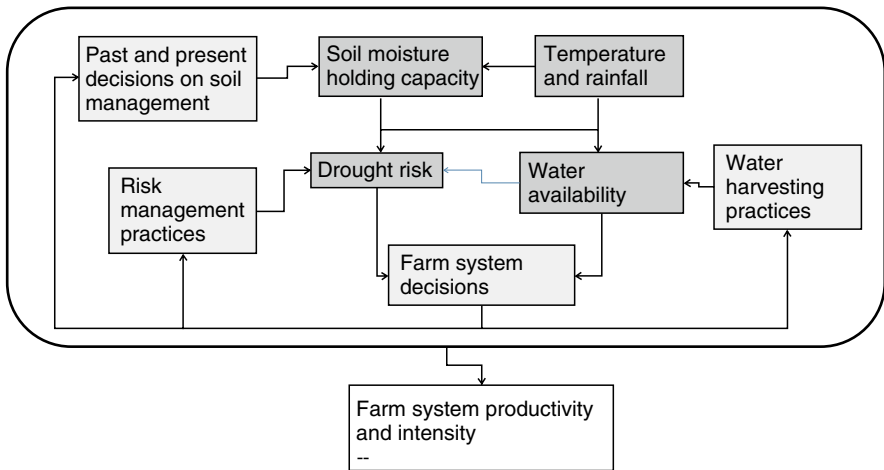 Past and present
decisions on soil
management
Soil moisture
holding capacity
Temperature
and rainfall
Risk
management
practices
Drought risk
Water
availability
Water
harvesting
practices
Farm system
decisions
Farm system productivity
and intensity
--